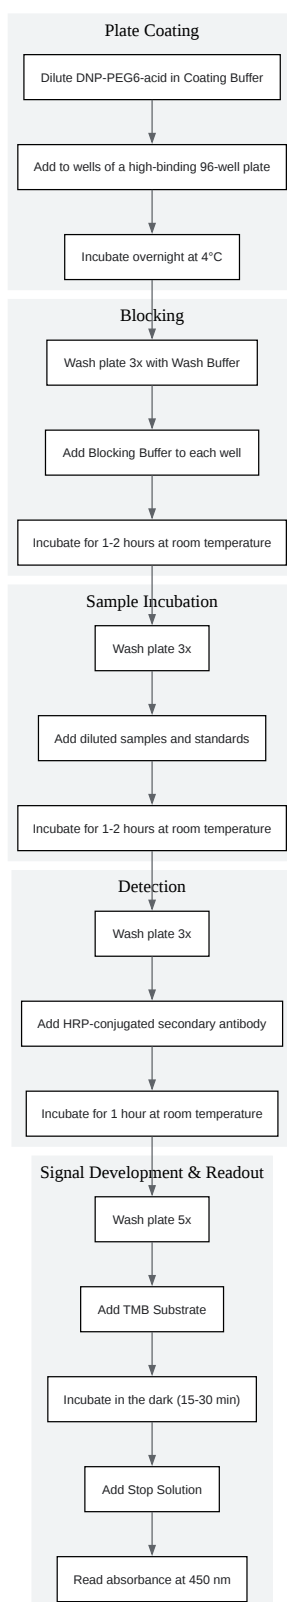 Plate Coating
Dilute DNP-PEG6-acid in Coating Buffer
Add to wells of a high-binding 96-well plate
Incubate overnight at 4°C
Blocking
Wash plate 3x with Wash Buffer
Add Blocking Buffer to each well
Incubate for 1-2 hours at room temperature
Sample Incubation
Wash plate 3x
Add diluted samples and standards
Incubate for 1-2 hours at room temperature
Detection
Wash plate 3x
Add HRP-conjugated secondary antibody
Incubate for 1 hour at room temperature
Signal Development & Readout
Wash plate 5x
Add TMB Substrate
Incubate in the dark (15-30 min)
Add Stop Solution
Read absorbance at 450 nm